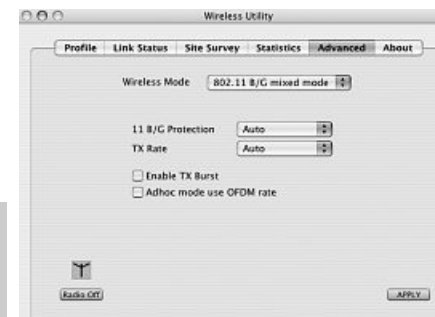 Wireless Utility
Profile Link Status Site Survey Statistics Advanced About
Wireless Mode 802.11 B/G mixed mode
11 B/G Protection Auto
TX Rate Auto
Enable TX Burst
Adhoc mode use OFDM rate
Radio Off APPLY